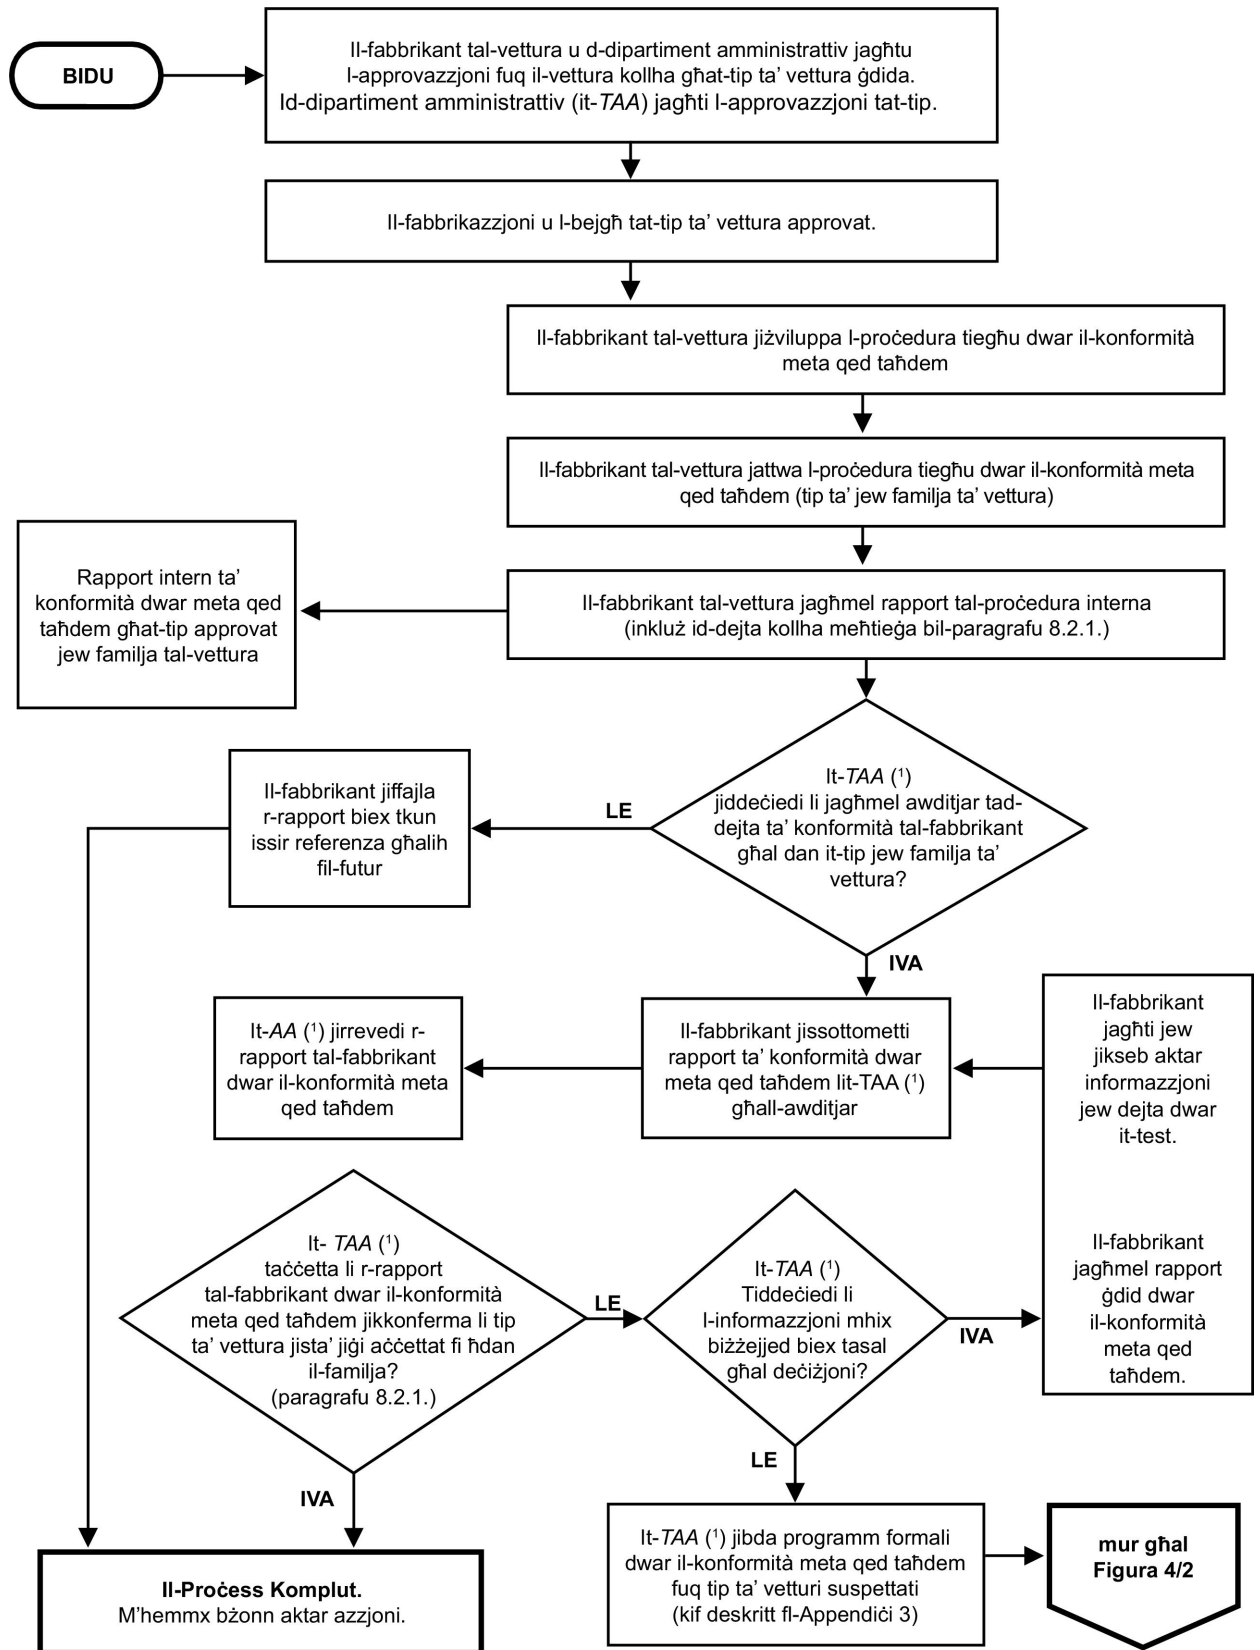 BIDU
Il-fabbrikant tal-vettura u d-dipartiment amministrattiv jagħtu
l-approvazzjoni fuq il-vettura kollha għat-tip ta' vettura ġdida.
Id-dipartiment amministrattiv (it-TAA) jagħti l-approvazzjoni tat-tip.
Il-fabbrikazzjoni u l-bejgħ tat-tip ta' vettura approvat.
Il-fabbrikant tal-vettura jiżviluppa l-proċedura tiegħu dwar il-konformità
meta qed taħdem
Il-fabbrikant tal-vettura jattwa l-proċedura tiegħu dwar il-konformità meta
qed taħdem (tip ta' jew familja ta' vettura)
Rapport intern ta'
konformità dwar meta qed
taħdem għat-tip approvat
jew familja tal-vettura
Il-fabbrikant tal-vettura jagħmel rapport tal-proċedura interna
(inkluż id-dejta kollha meħtieġa bil-paragrafu 8.2.1.)
Il-fabbrikant jiffajla
r-rapport biex tkun
issir referenza għalih
fil-futur
LE
It-TAA (¹)
jiddeċiedi li jagħmel awditjar tad-
dejta ta' konformità tal-fabbrikant
għal dan it-tip jew familja ta'
vettura?
IVA
It-AA (¹) jirrevedi r-
rapport tal-fabbrikant
dwar il-konformità meta
qed taħdem
Il-fabbrikant jissottometti
rapport ta' konformità dwar
meta qed taħdem lit-TAA (¹)
għall-awditjar
Il-fabbrikant
jagħti jew
jikseb aktar
informazzjoni
jew dejta dwar
it-test.
Il-fabbrikant
jagħmel rapport
ġdid dwar
il-konformità
meta qed
taħdem.
It- TAA (¹)
taċċetta li r-rapport
tal-fabbrikant dwar il-konformità
meta qed taħdem jikkonferma li tip
ta' vettura jista' jiġi aċċettat fi ħdan
il-familja?
(paragrafu 8.2.1.)
LE
It-TAA (¹)
Tiddeċiedi li
l-informazzjoni mhix
biżżejjed biex tasal
għal deċiżjoni?
IVA
LE
IVA
Il-Proċess Komplut.
M'hemmx bżonn aktar azzjoni.
It-TAA (¹) jibda programm formali
dwar il-konformità meta qed taħdem
fuq tip ta' vetturi suspettati
(kif deskritt fl-Appendiċi 3)
mur għal
Figura 4/2